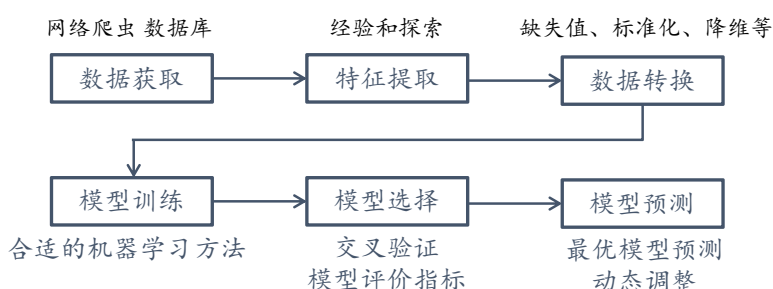 网络爬虫 数据库
经验和探索
缺失值、标准化、降维等
数据获取
特征提取
数据转换
模型训练
模型选择
模型预测
合适的机器学习方法
交叉验证
模型评价指标
最优模型预测
动态调整